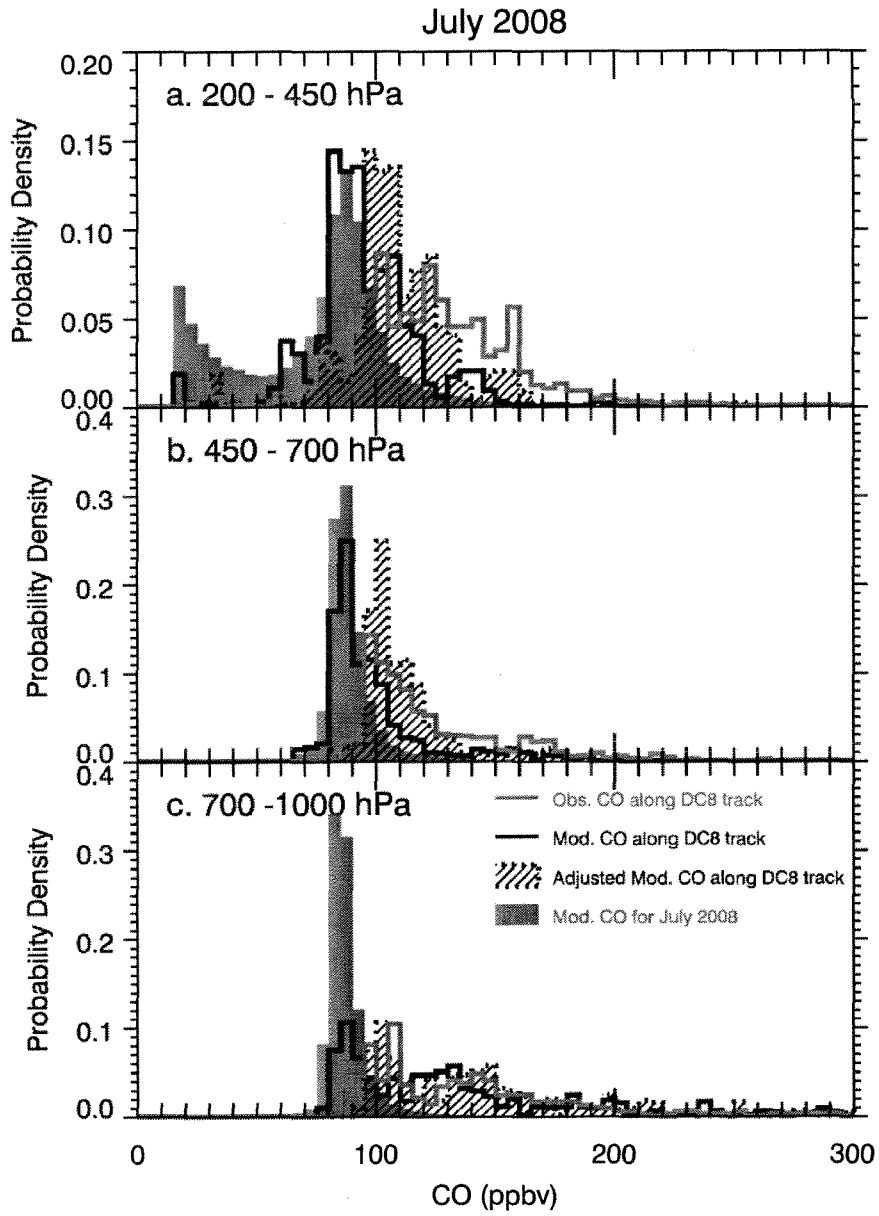 July 2008
Probability Density
0.20
0.15
0.10
0.05
0.00
a. 200 - 450 hPa
Probability Density
0.4
0.3
0.2
0.1
0.0
b. 450 - 700 hPa
Probability Density
0.4
0.3
0.2
0.1
0.0
c. 700 -1000 hPa
Obs. CO along DC8 track
Mod. CO along DC8 track
Adjusted Mod. CO along DC8 track
Mod. CO for July 2008
0 100 200 300
CO (ppbv)